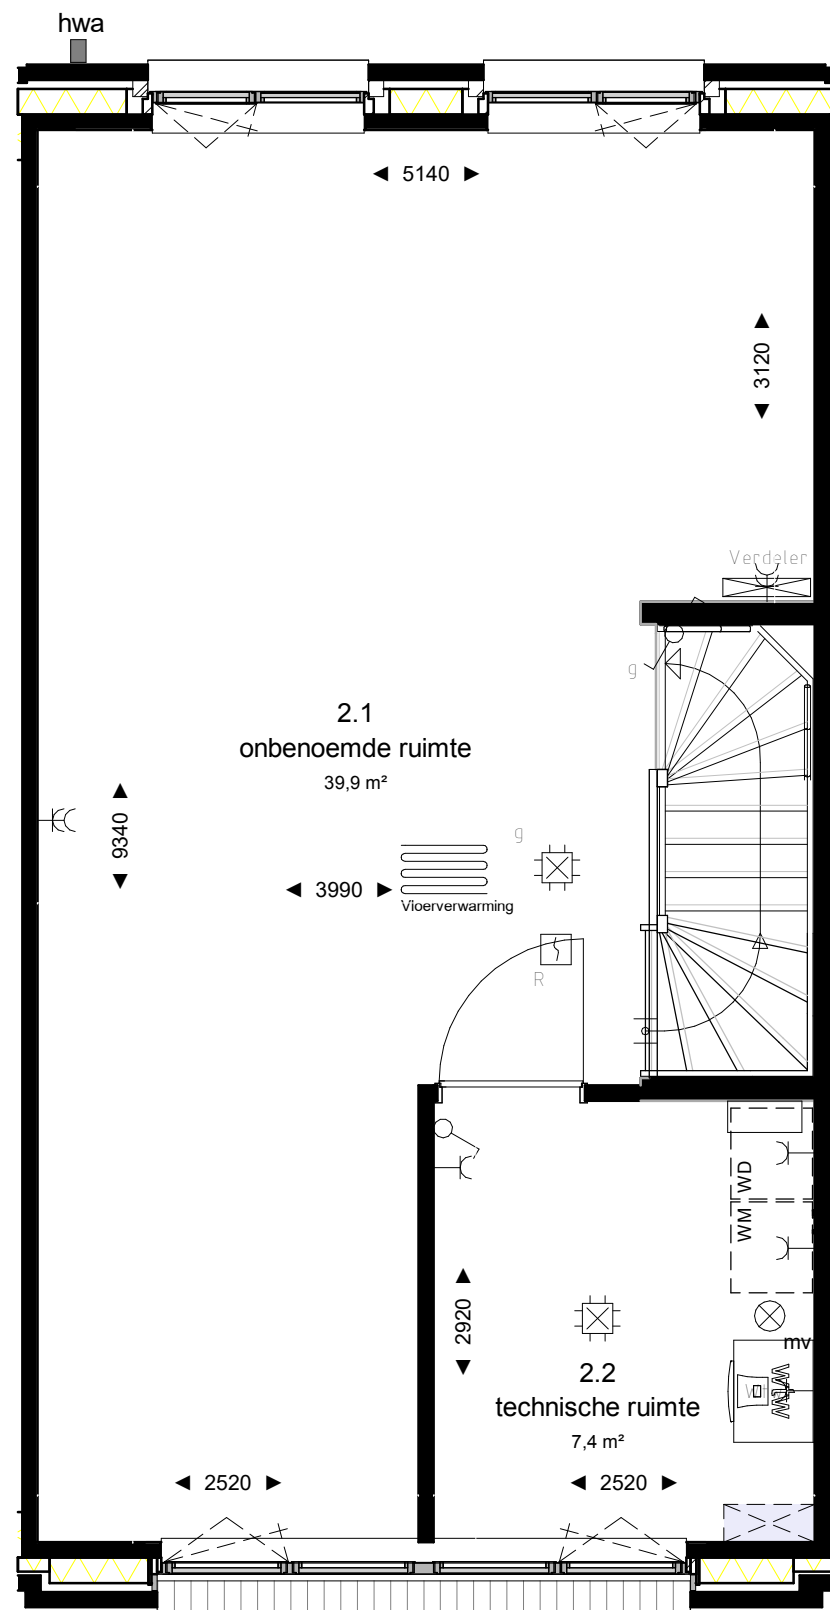 hwa
5140
3120
Verdeler
g
2.1
onbenoemde ruimte
39,9 m²
9340
g
3990
Vloerverwarming
R
WD
WM
2920
mv
2.2
WTW
technische ruimte
7,4 m²
2520
2520